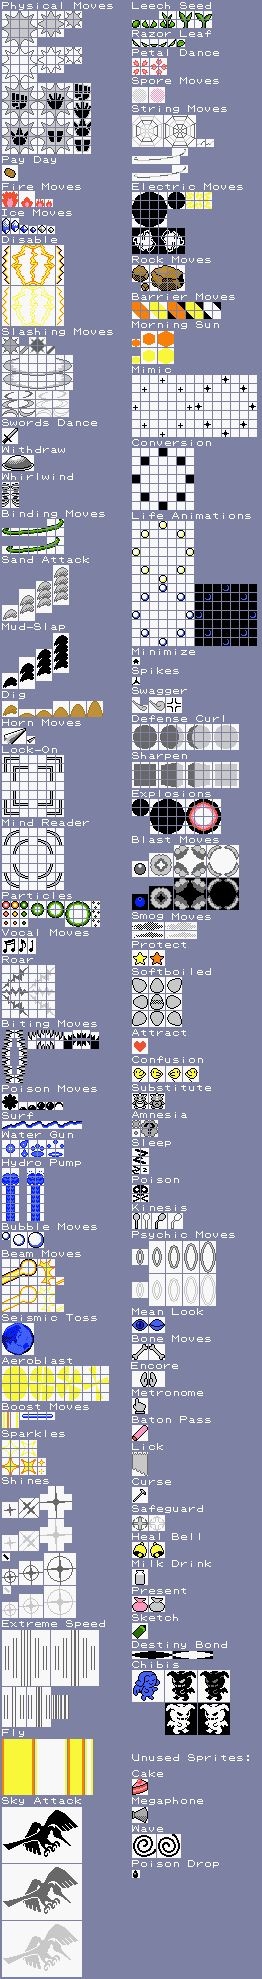 Physical Moves
Pay Day
Fire Moves
Ice Moves
Disable
Slashing Moves
Swords Dance
Withdraw
Whirlwind
Binding Moves
Sand Attack
Mud-Slap
Dig
Horn Moves
Lock-On
Mind Reader
Particles
Vocal Moves
Roar
Biting Moves
Poison Moves
Surf
Water Gun
Hydro Pump
Bubble Moves
Beam Moves
Seismic Toss
Aeroblast
Boost Moves
Sparkles
Shines
Extreme Speed
Fly
Sky Attack
Leech Seed
Razor Leaf
Petal Dance
Spore Moves
String Moves
Electric Moves
Rock Moves
Barrier Moves
Morning Sun
Mimic
Conversion
Life Animations
Minimize
Spikes
Swagger
Defense Curl
Sharpen
Explosions
Blast Moves
Smog Moves
Protect
Softboiled
Attract
Confusion
Substitute
Amnesia
?
Sleep
Z
Poison
Kinesis
Psychic Moves
Mean Look
Bone Moves
Encore
Metronome
Baton Pass
Lick
Curse
Safeguard
Heal Bell
Milk Drink
Present
Sketch
Destiny Bond
Chibis
Unused Sprites:
Cake
Megaphone
Wave
Poison Drop